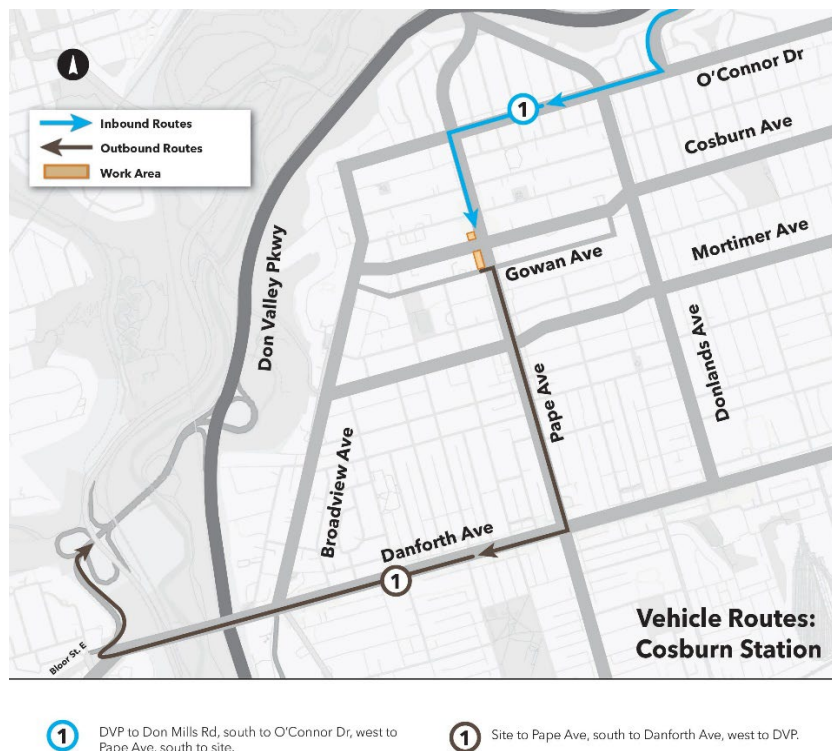 O'Connor Dr
1
Inbound Routes
Outbound Routes
Work Area
Cosburn Ave
Mortimer Ave
Gowan Ave
Don Valley Pkwy
Donlands Ave
Pape Ave
Broadview Ave
Danforth Ave
1
Bloor St. E
Vehicle Routes:
Cosburn Station
1
DVP to Don Mills Rd, south to O'Connor Dr, west to
Pape Ave, south to site.
1
Site to Pape Ave, south to Danforth Ave, west to DVP.